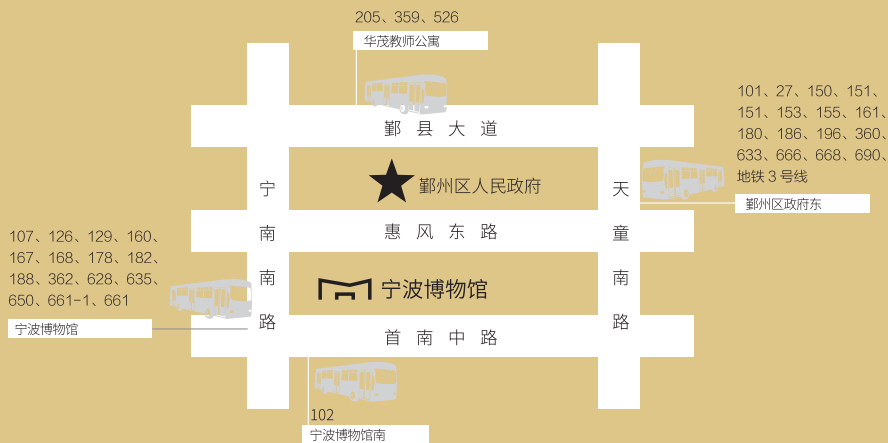 205、359、526
华茂教师公寓
101、27、150、151、
151、153、155、161、
180、186、196、360、
633、666、668、690、
地铁 3 号线
鄞州区政府东
鄞县大道
鄞州区人民政府
宁南南路
天童南路
惠风东路
107、126、129、160、
167、168、178、182、
188、362、628、635、
650、661-1、661
宁波博物馆
宁波博物馆
首南中路
102
宁波博物馆南